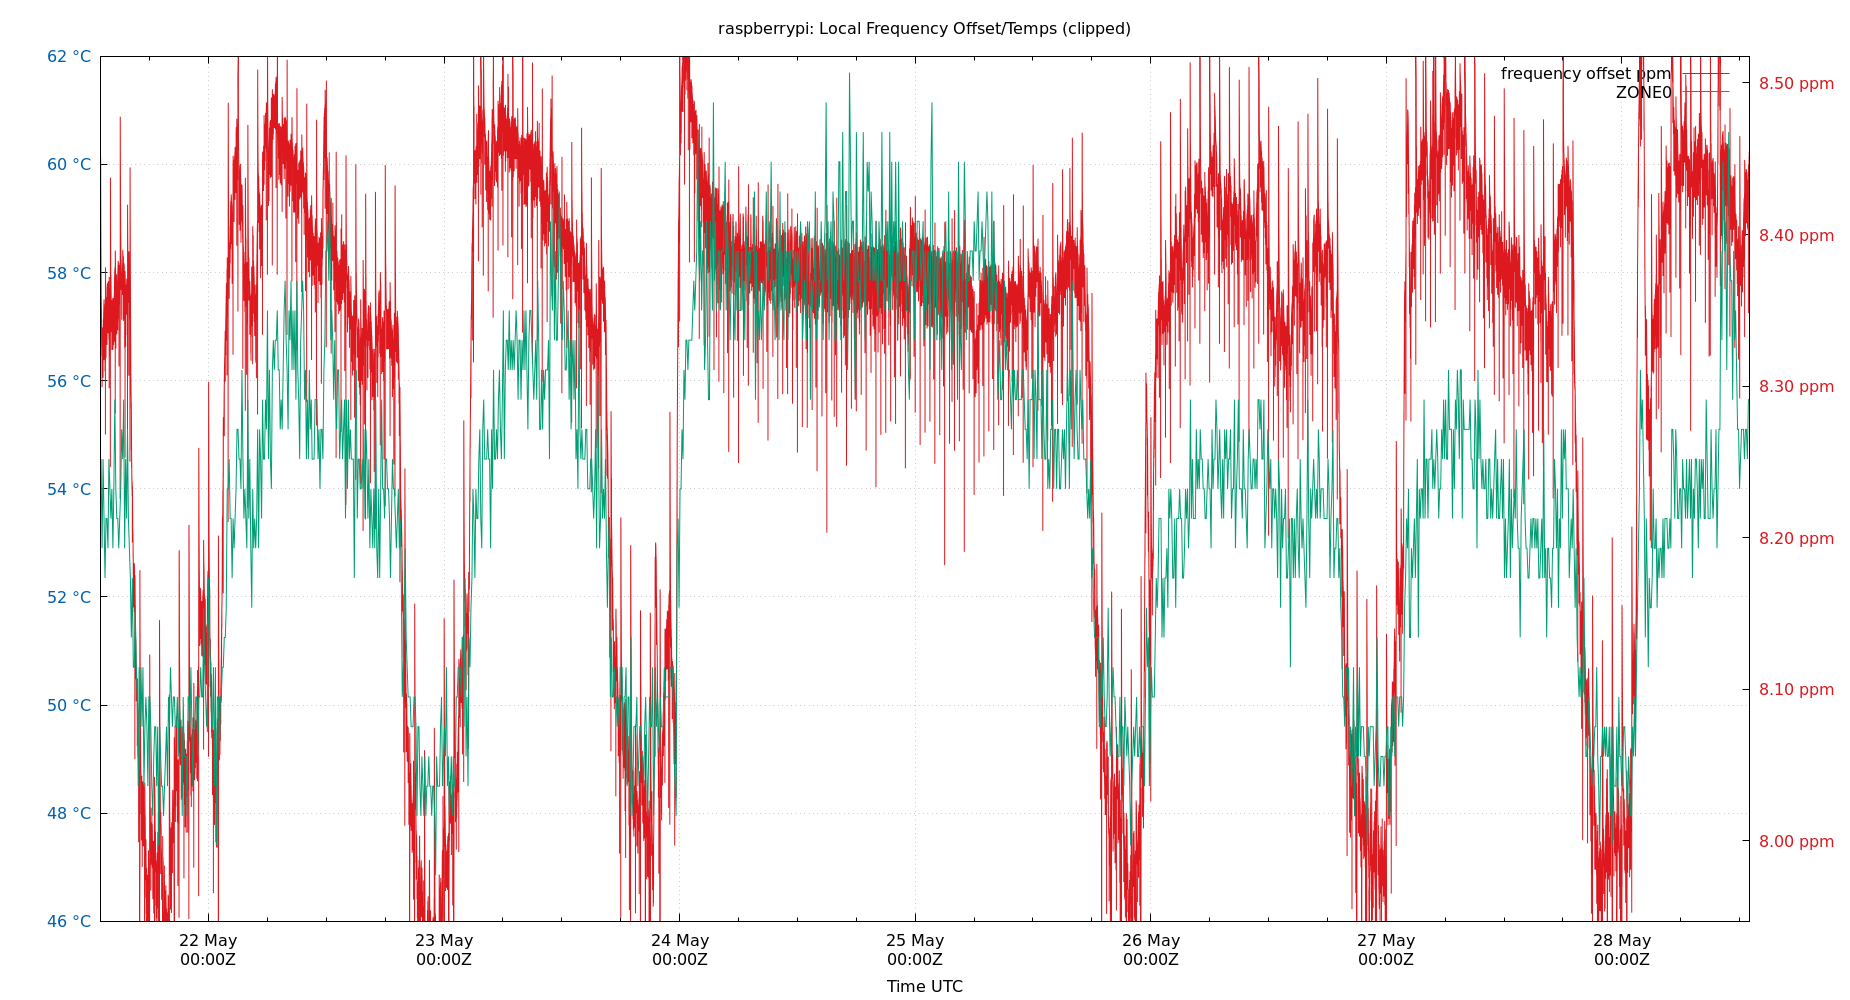 raspberrypi: Local Frequency Offset/Temps (clipped)
62 °C
60 °C
58 °C
56 °C
54 °C
52 °C
50 °C
48 °C
46 °C
frequency offset ppm
ZONE0
8.50 ppm
8.40 ppm
8.30 ppm
8.20 ppm
8.10 ppm
8.00 ppm
22 May 23 May 24 May 25 May 26 May 27 May 28 May
00:00Z 00:00Z 00:00Z 00:00Z 00:00Z 00:00Z 00:00Z
Time UTC